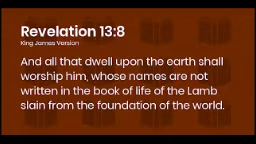 Revelation 13:8
King James Version
And all that dwell upon the earth shall
worship him, whose names are not
written in the book of life of the Lamb
slain from the foundation of the world.